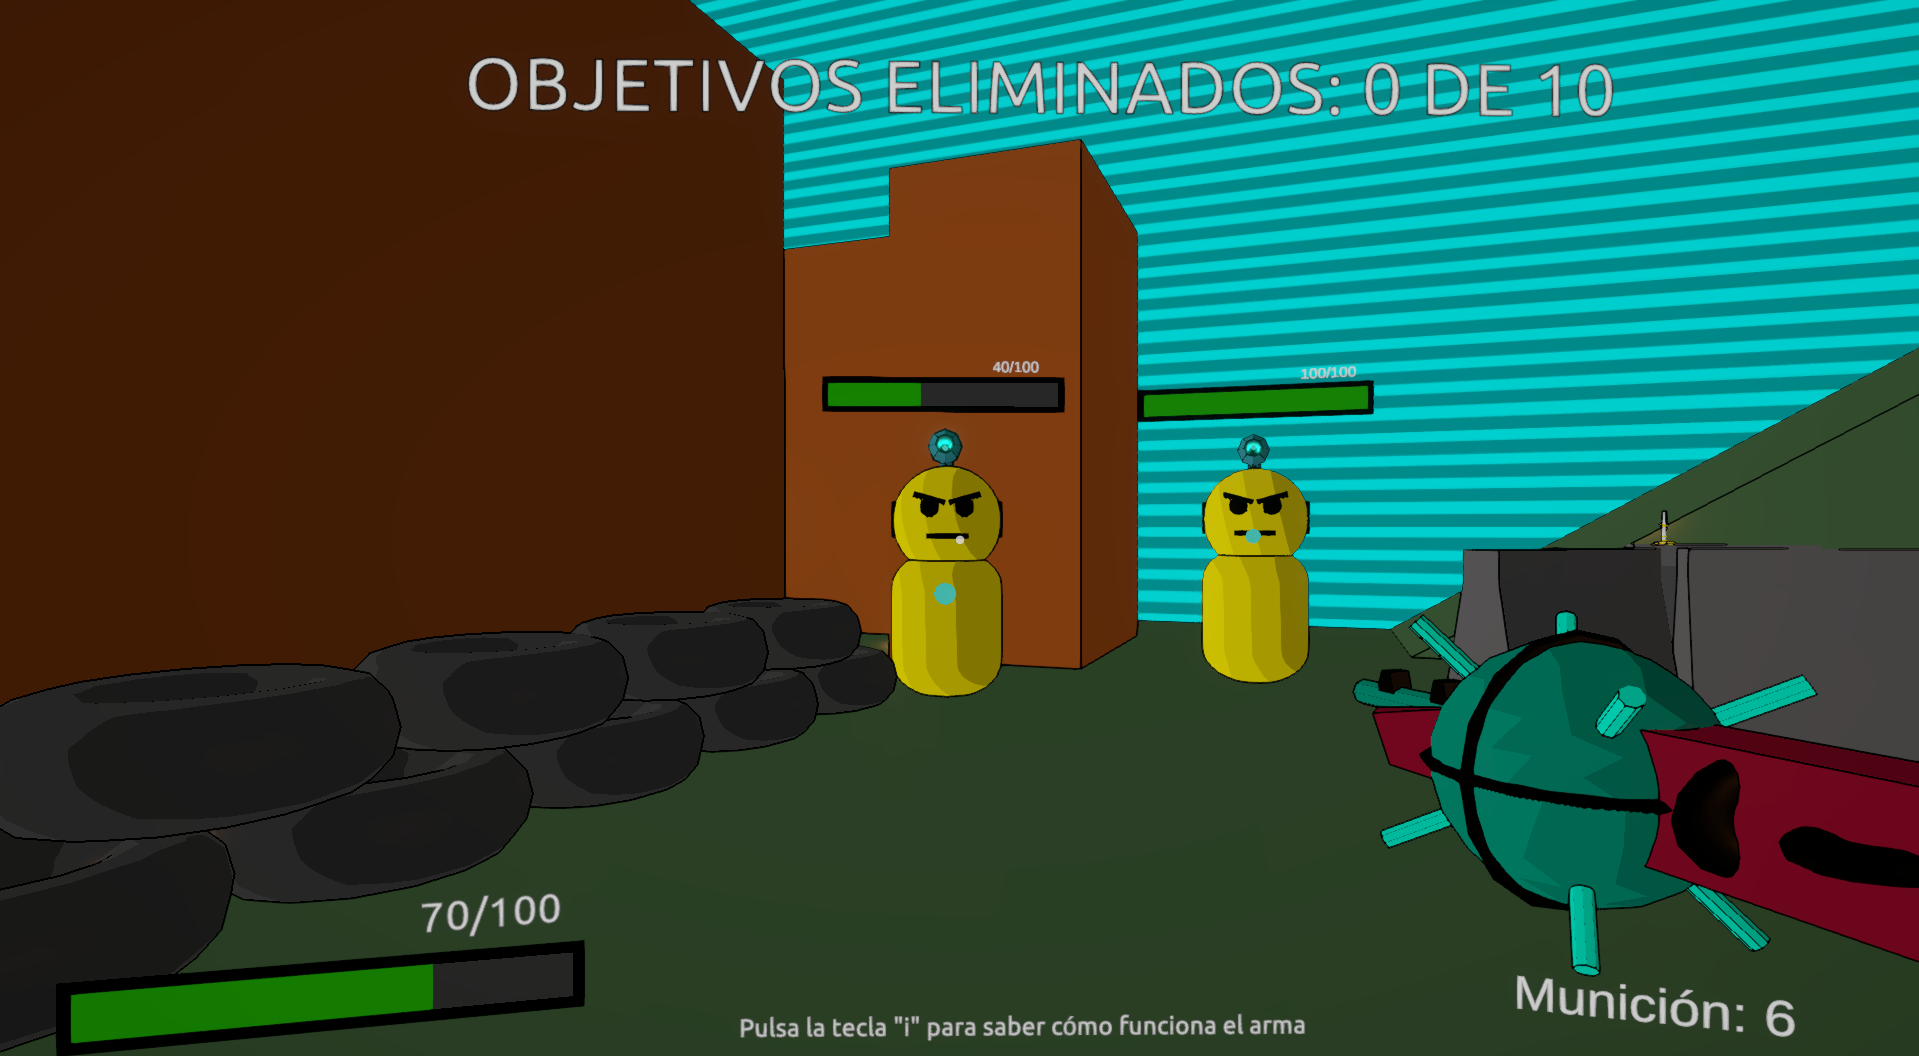 OBJETIVOS ELIMINADOS: 0 DE 10
40/100
100/100
70/100
Munición: 6
Pulsa la tecla "i" para saber cómo funciona el arma